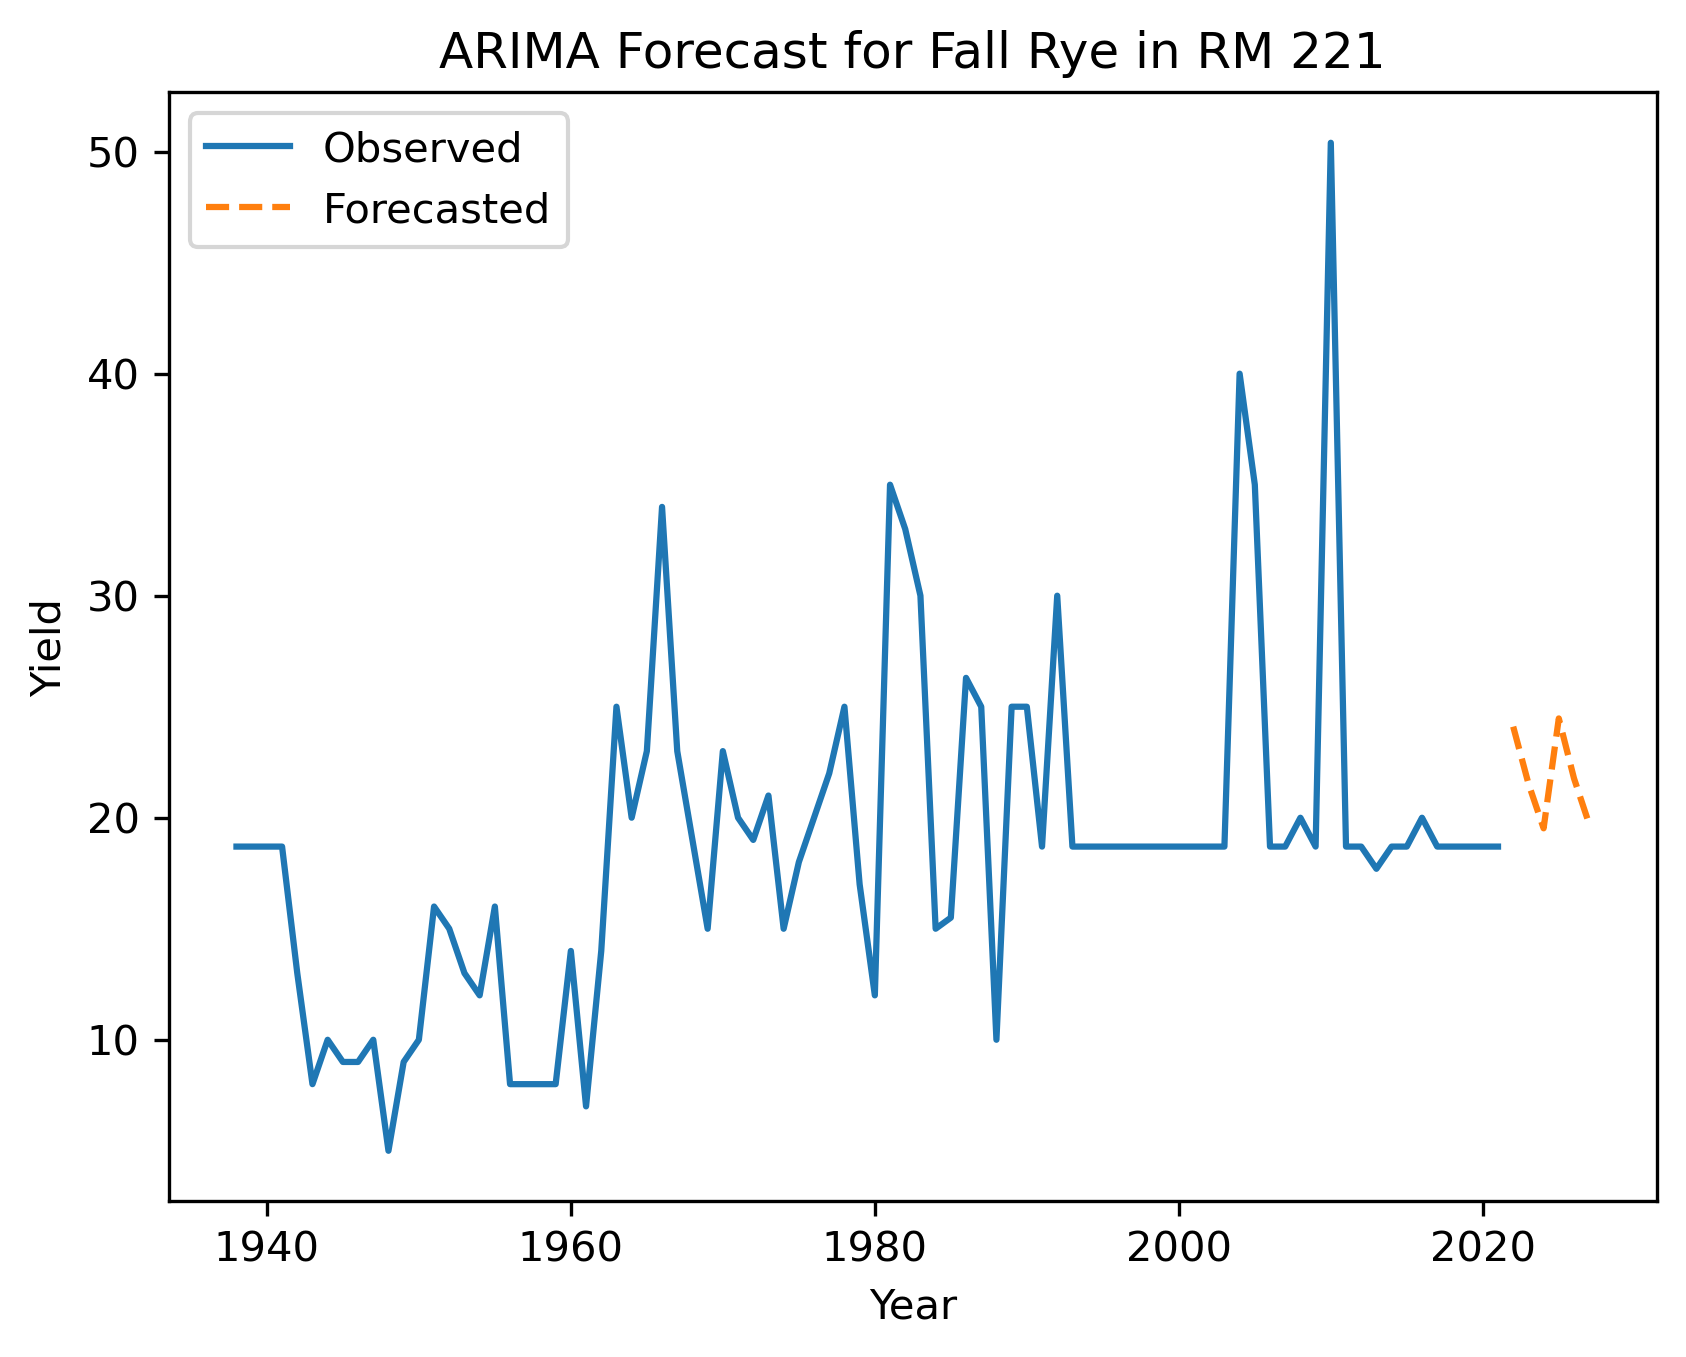 ARIMA Forecast for Fall Rye in RM 221
Observed
Forecasted
50
40
30
20
10
Yield
1940 1960 1980 2000 2020
Year